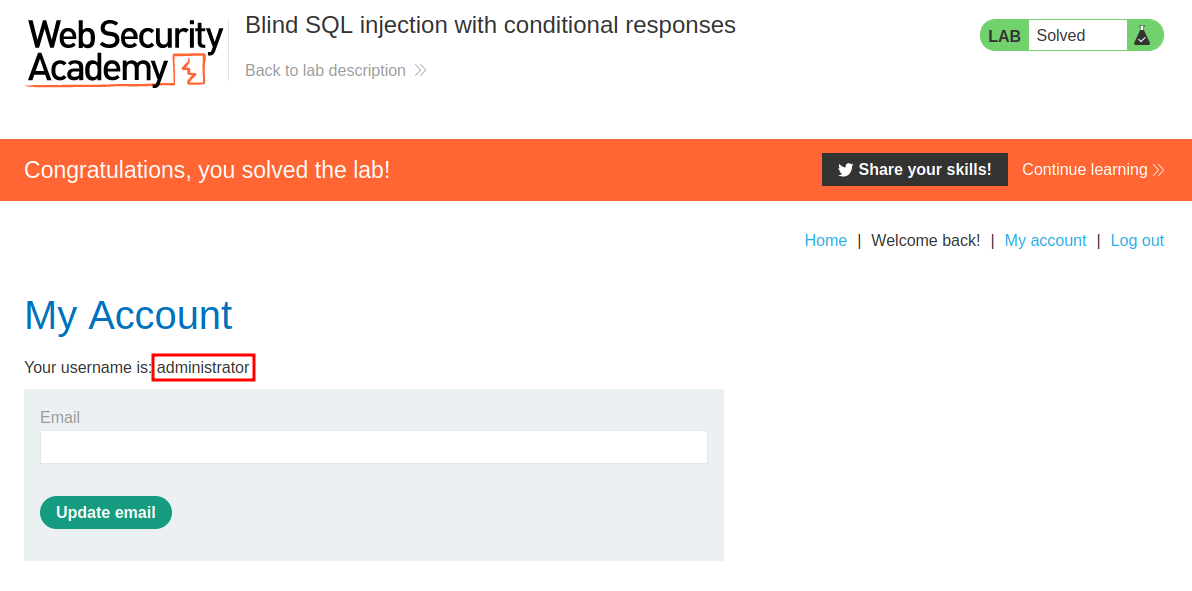 Web Security
Academy
Blind SQL injection with conditional responses
Back to lab description
LAB Solved
Congratulations, you solved the lab!
Share your skills!
Continue learning
Home | Welcome back! | My account | Log out
My Account
Your username is: administrator
Email
Update email